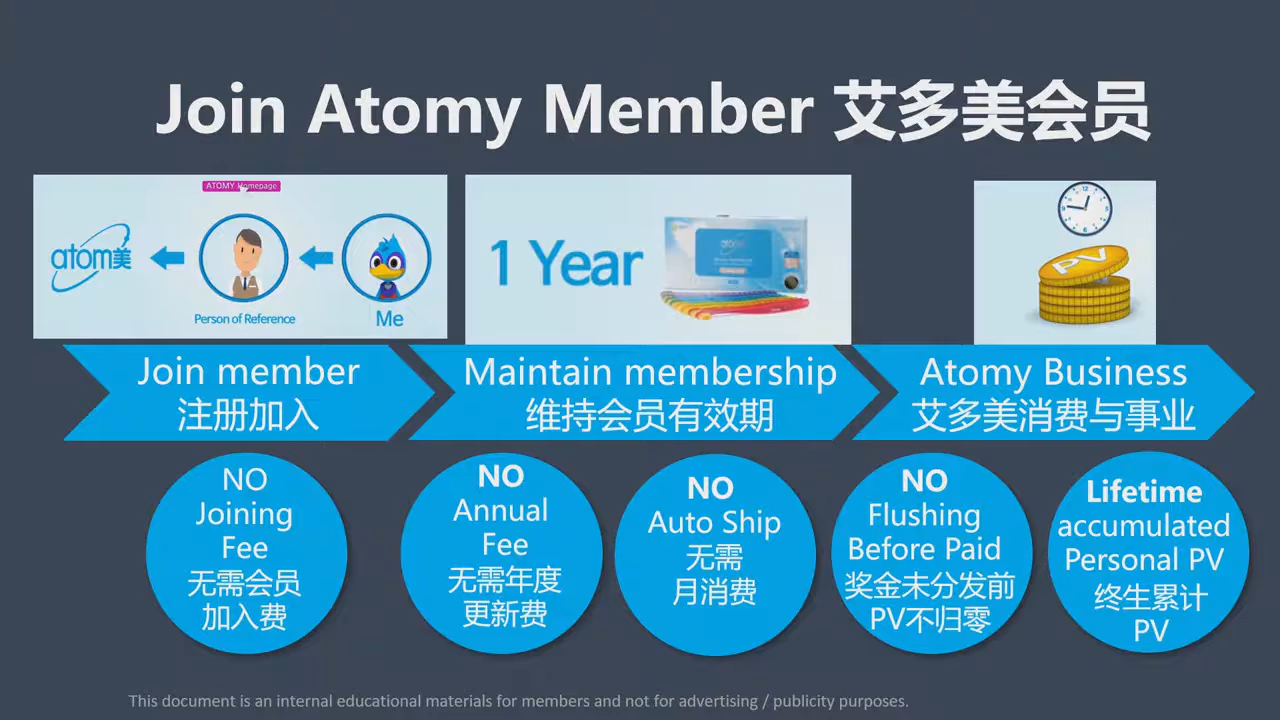 Join Atomy Member 艾多美会员
ATOMY Homepage
atom美
Person of Reference
Me
1 Year
atom美
PV
Join member
注册加入
Maintain membership
维持会员有效期
Atomy Business
艾多美消费与事业
NO
Joining
Fee
无需会员
加入费
NO
Annual
Fee
无需年度
更新费
NO
Auto Ship
无需
月消费
NO
Flushing
Before Paid
奖金未分发前
PV不归零
Lifetime
accumulated
Personal PV
终生累计
PV
This document is an internal educational materials for members and not for advertising / publicity purposes.